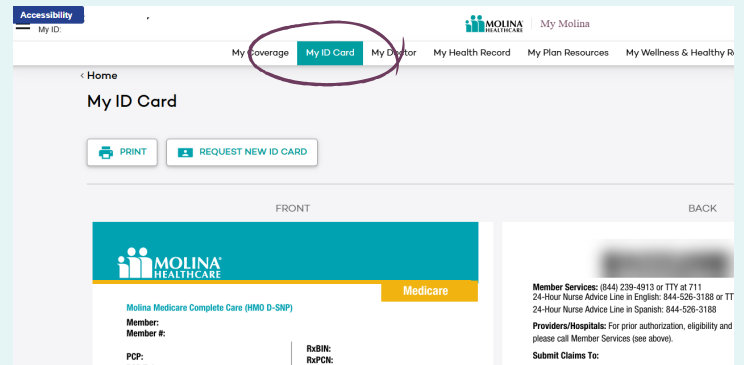 Accessibility
My ID:
MOLINA HEALTHCARE My Molina
My Coverage My ID Card My Doctor My Health Record My Plan Resources My Wellness & Healthy
< Home
My ID Card
PRINT REQUEST NEW ID CARD
FRONT
MOLINA HEALTHCARE
Medicare
Molina Medicare Complete Care (HMO D-SNP)
Member:
Member #:
PCP:
RxBIN:
RxPCN:
BACK
Member Services: (844) 239-4913 or TTY at 711
24-Hour Nurse Advice Line in English: 844-526-3188 or TT
24-Hour Nurse Advice Line in Spanish: 844-526-3188
Providers/Hospitals: For prior authorization, eligibility and
please call Member Services (see above).
Submit Claims To: